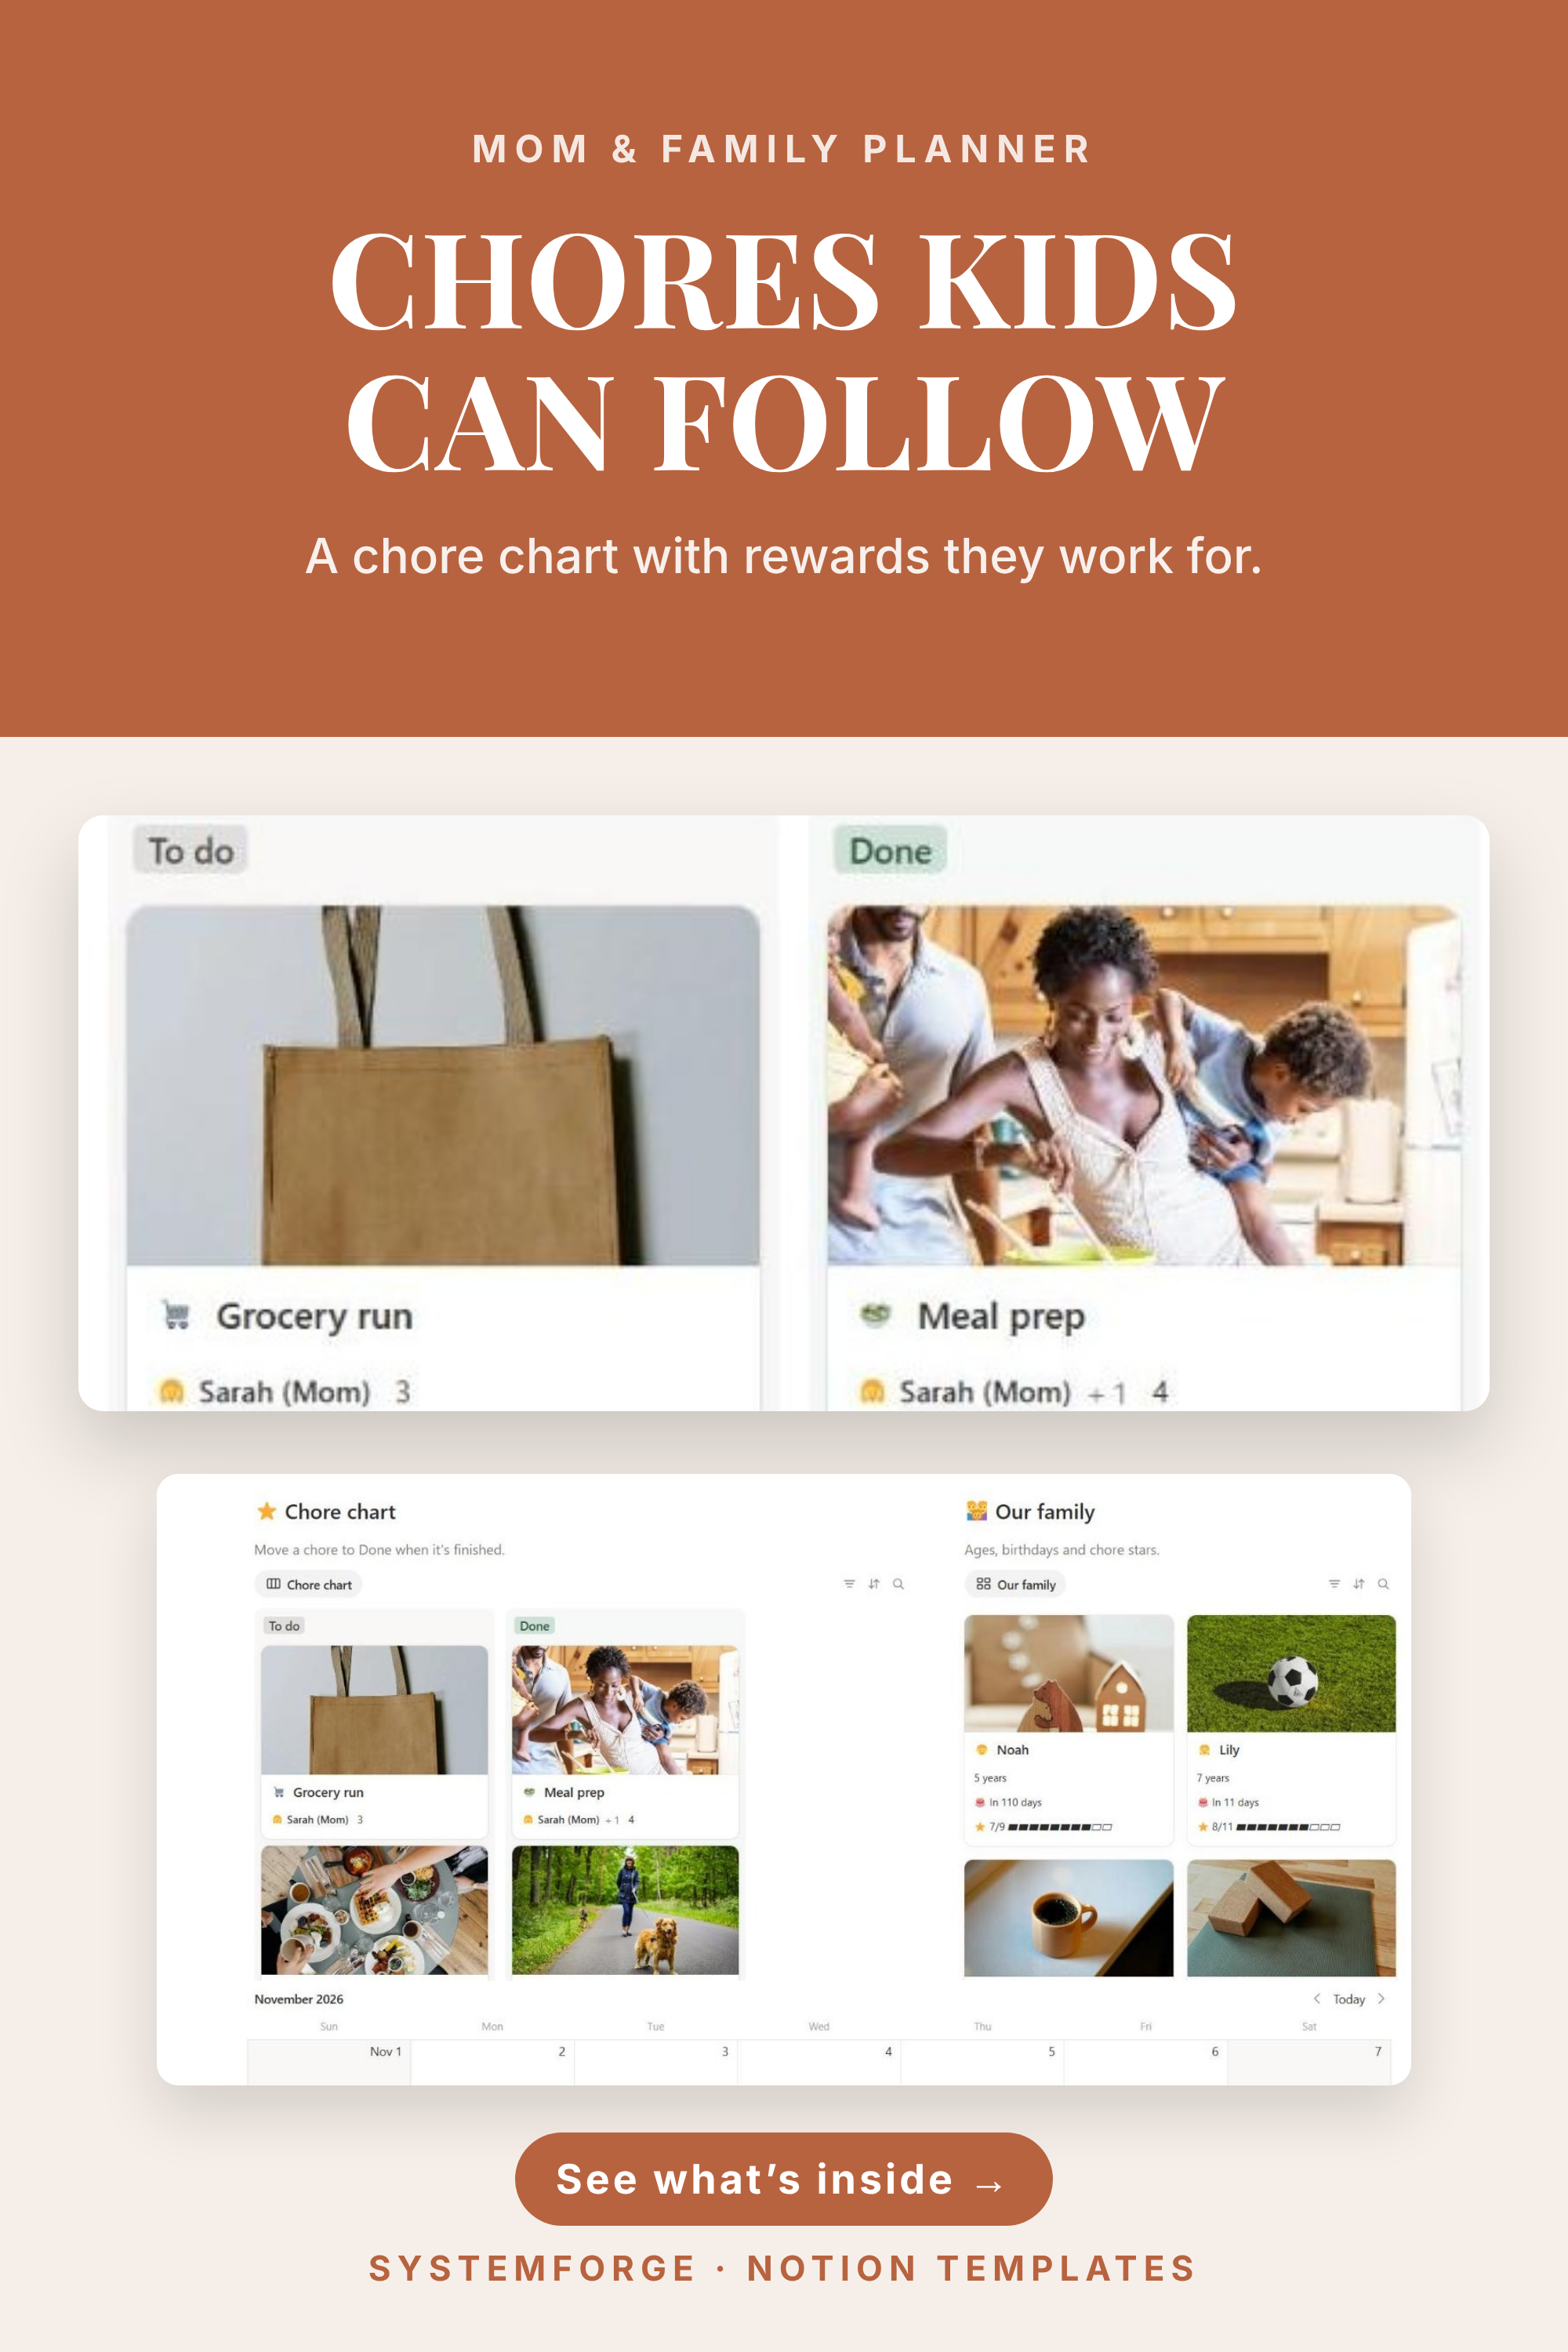 MOM & FAMILY PLANNER
CHORES KIDS
CAN FOLLOW
A chore chart with rewards they work for.
To do
Done
Grocery run
Meal prep
Sarah (Mom) 3
Sarah (Mom) + 1 4
Chore chart
Our family
Move a chore to Done when it's finished.
Ages, birthdays and chore stars.
Chore chart
Our family
To do
Done
Grocery run
Meal prep
Sarah (Mom) 3
Sarah (Mom) + 1 4
Noah
Lily
5 years
7 years
In 110 days
In 11 days
7/9
8/11
November 2026
Today
Sun Mon Tue Wed Thu Fri Sat
Nov 1 2 3 4 5 6 7
See what's inside →
SYSTEMFORGE · NOTION TEMPLATES